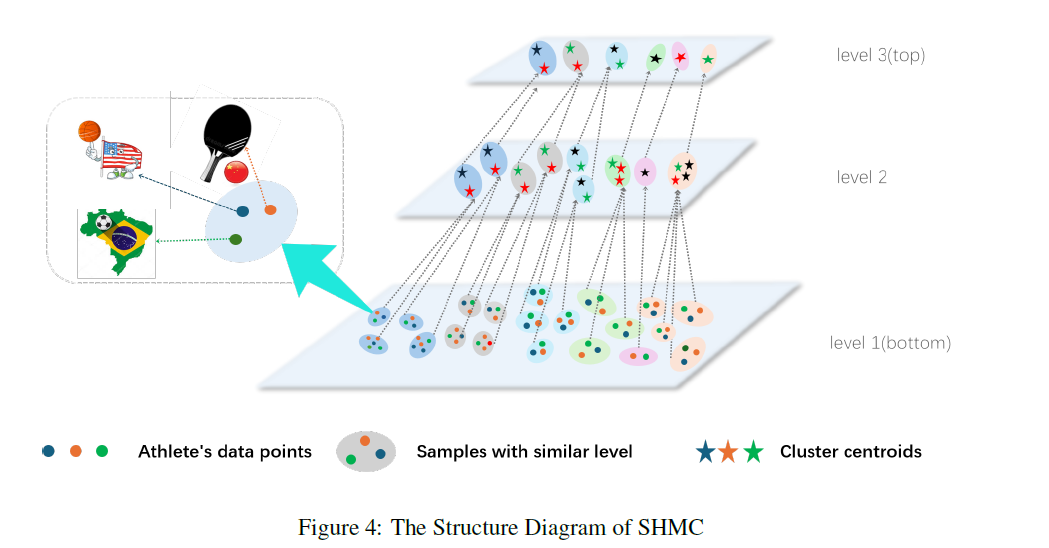 level 3(top)
level 2
level 1(bottom)
Athlete's data points
Samples with similar level
Cluster centroids
Figure 4: The Structure Diagram of SHMC